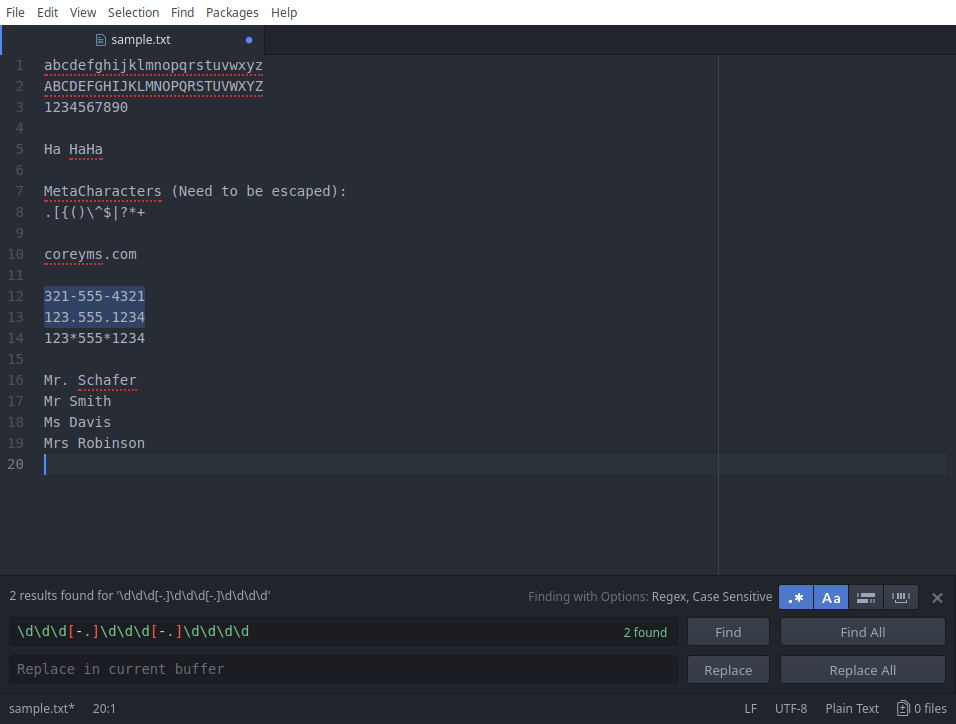 File Edit View Selection Find Packages Help
sample.txt
1 abcdefghijklmnopqrstuvwxyz
2 ABCDEFGHIJKLMNOPQRSTUVWXYZ
3 1234567890
4
5 Ha HaHa
6
7 MetaCharacters (Need to be escaped):
8 .[{()\^$|?*+
9
10 coreyms.com
11
12 321-555-4321
13 123.555.1234
14 123*555*1234
15
16 Mr. Schafer
17 Mr Smith
18 Ms Davis
19 Mrs Robinson
20
2 results found for '\d\d\d[-.]\d\d\d[-.]\d\d\d\d' Finding with Options: Regex, Case Sensitive .* Aa
\d\d\d[-.]\d\d\d[-.]\d\d\d\d 2 found Find Find All
Replace in current buffer Replace Replace All
sample.txt* 20:1 LF UTF-8 Plain Text 0 files